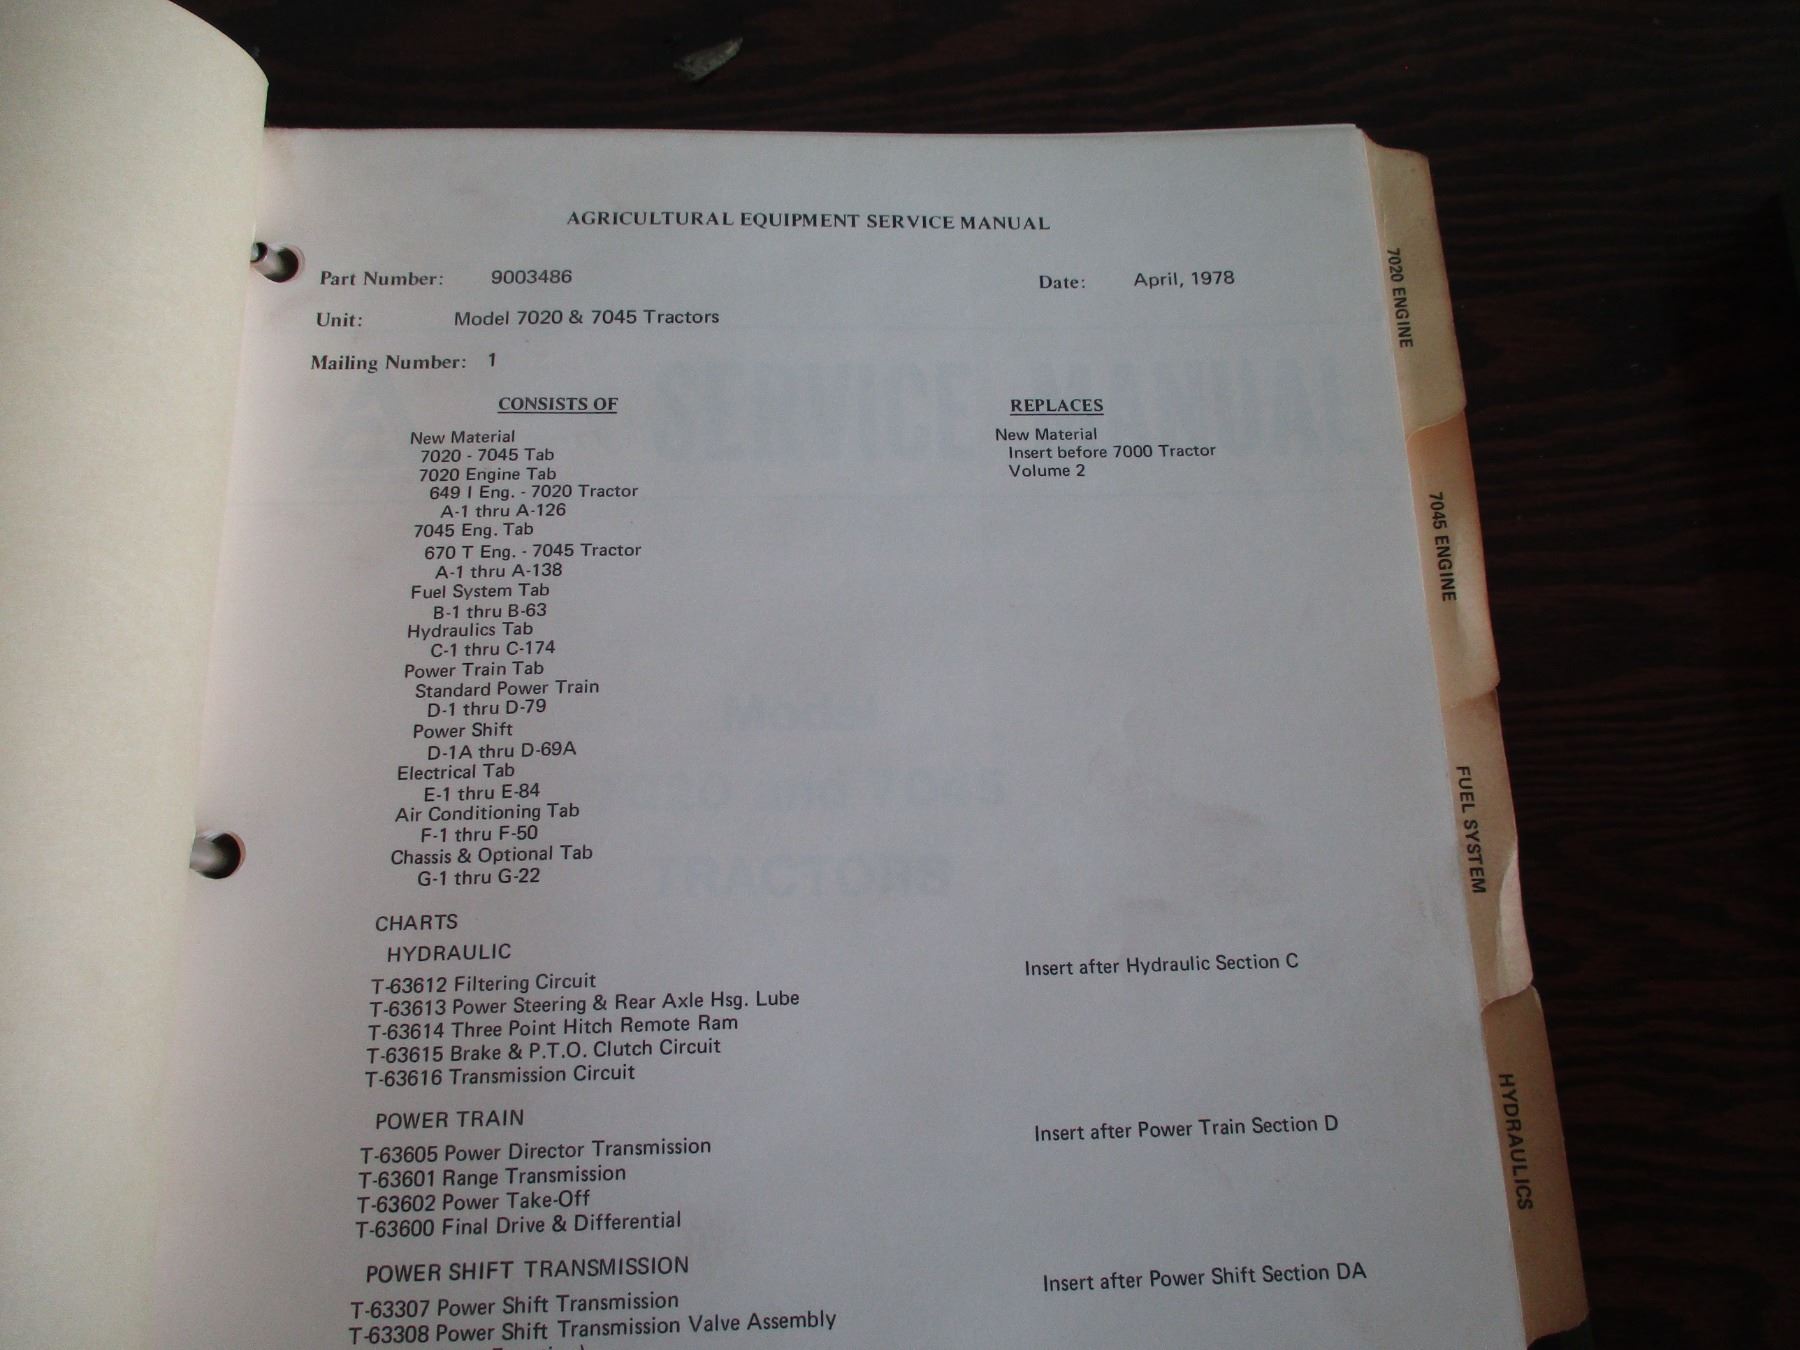 AGRICULTURAL EQUIPMENT SERVICE MANUAL
Part Number: 9003486
Date: April, 1978
Unit: Model 7020 & 7045 Tractors
Mailing Number: 1
CONSISTS OF
New Material
7020 - 7045 Tab
7020 Engine Tab
649 I Eng. - 7020 Tractor
A-1 thru A-126
7045 Eng. Tab
670 T Eng. - 7045 Tractor
A-1 thru A-138
Fuel System Tab
B-1 thru B-63
Hydraulics Tab
C-1 thru C-174
Power Train Tab
Standard Power Train
D-1 thru D-79
Power Shift
D-1A thru D-69A
Electrical Tab
E-1 thru E-84
Air Conditioning Tab
F-1 thru F-50
Chassis & Optional Tab
G-1 thru G-22
REPLACES
New Material
Insert before 7000 Tractor
Volume 2
CHARTS
HYDRAULIC
Insert after Hydraulic Section C
T-63612 Filtering Circuit
T-63613 Power Steering & Rear Axle Hsg. Lube
T-63614 Three Point Hitch Remote Ram
T-63615 Brake & P.T.O. Clutch Circuit
T-63616 Transmission Circuit
POWER TRAIN
Insert after Power Train Section D
T-63605 Power Director Transmission
T-63601 Range Transmission
T-63602 Power Take-Off
T-63600 Final Drive & Differential
POWER SHIFT TRANSMISSION
Insert after Power Shift Section DA
T-63307 Power Shift Transmission
T-63308 Power Shift Transmission Valve Assembly
7020 ENGINE
7045 ENGINE
FUEL SYSTEM
HYDRAULICS